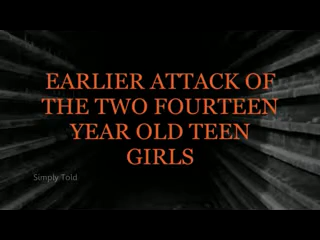 EARLIER ATTACK OF
THE TWO FOURTEEN
YEAR OLD TEEN
GIRLS
Simply Told